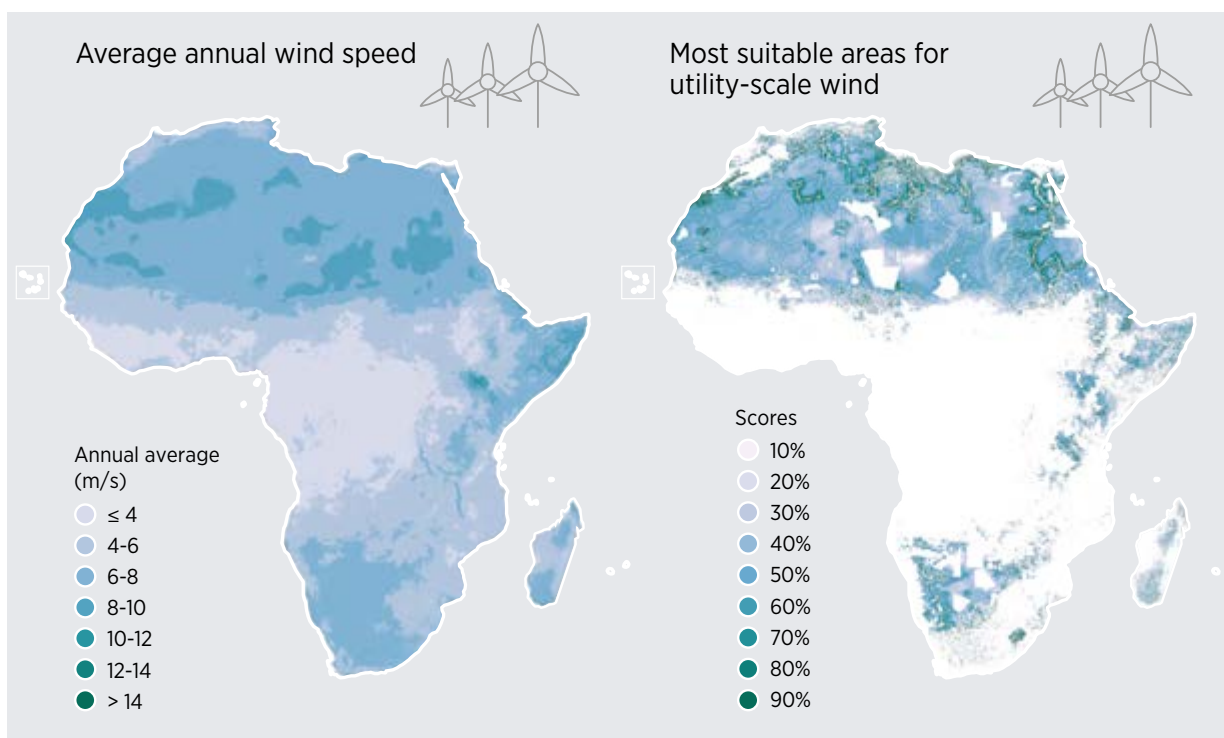 Average annual wind speed
Most suitable areas for
utility-scale wind
Annual average
(m/s)
≤ 4
4-6
6-8
8-10
10-12
12-14
> 14
Scores
10%
20%
30%
40%
50%
60%
70%
80%
90%